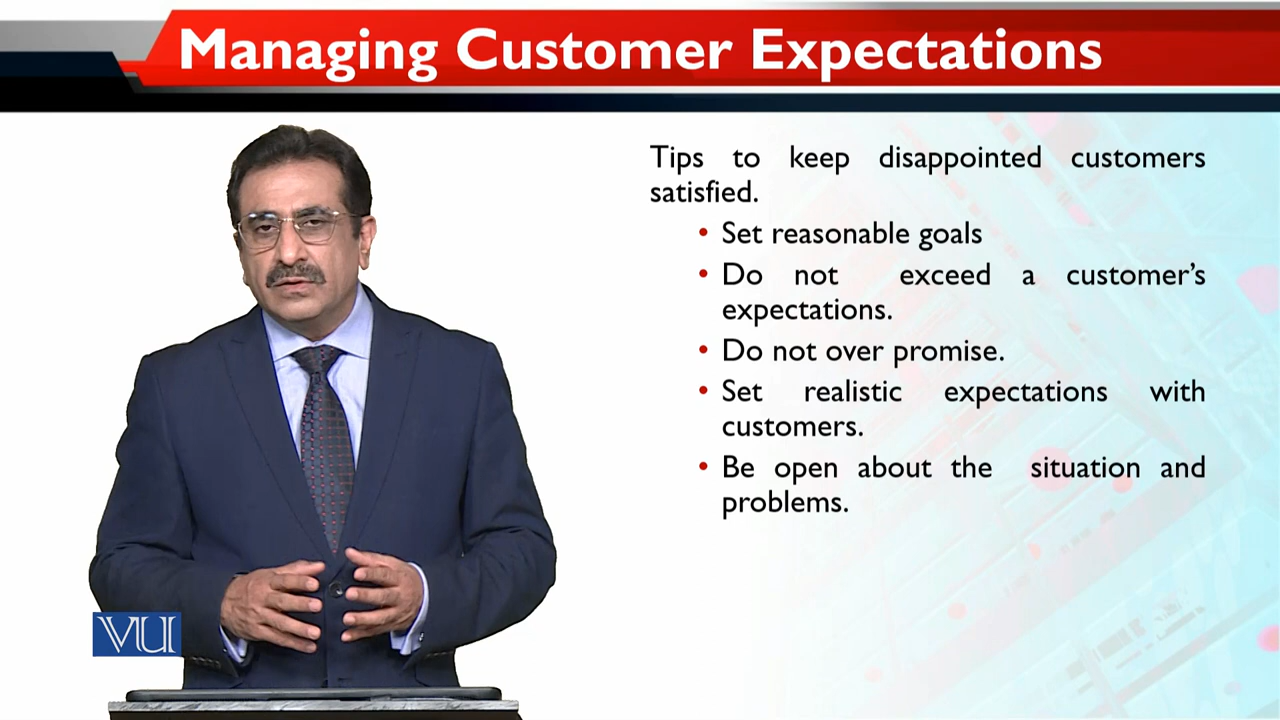 Managing Customer Expectations
Tips to keep disappointed customers
satisfied.
• Set reasonable goals
• Do not exceed a customer’s
expectations.
• Do not over promise.
• Set realistic expectations with
customers.
• Be open about the situation and
problems.
VU